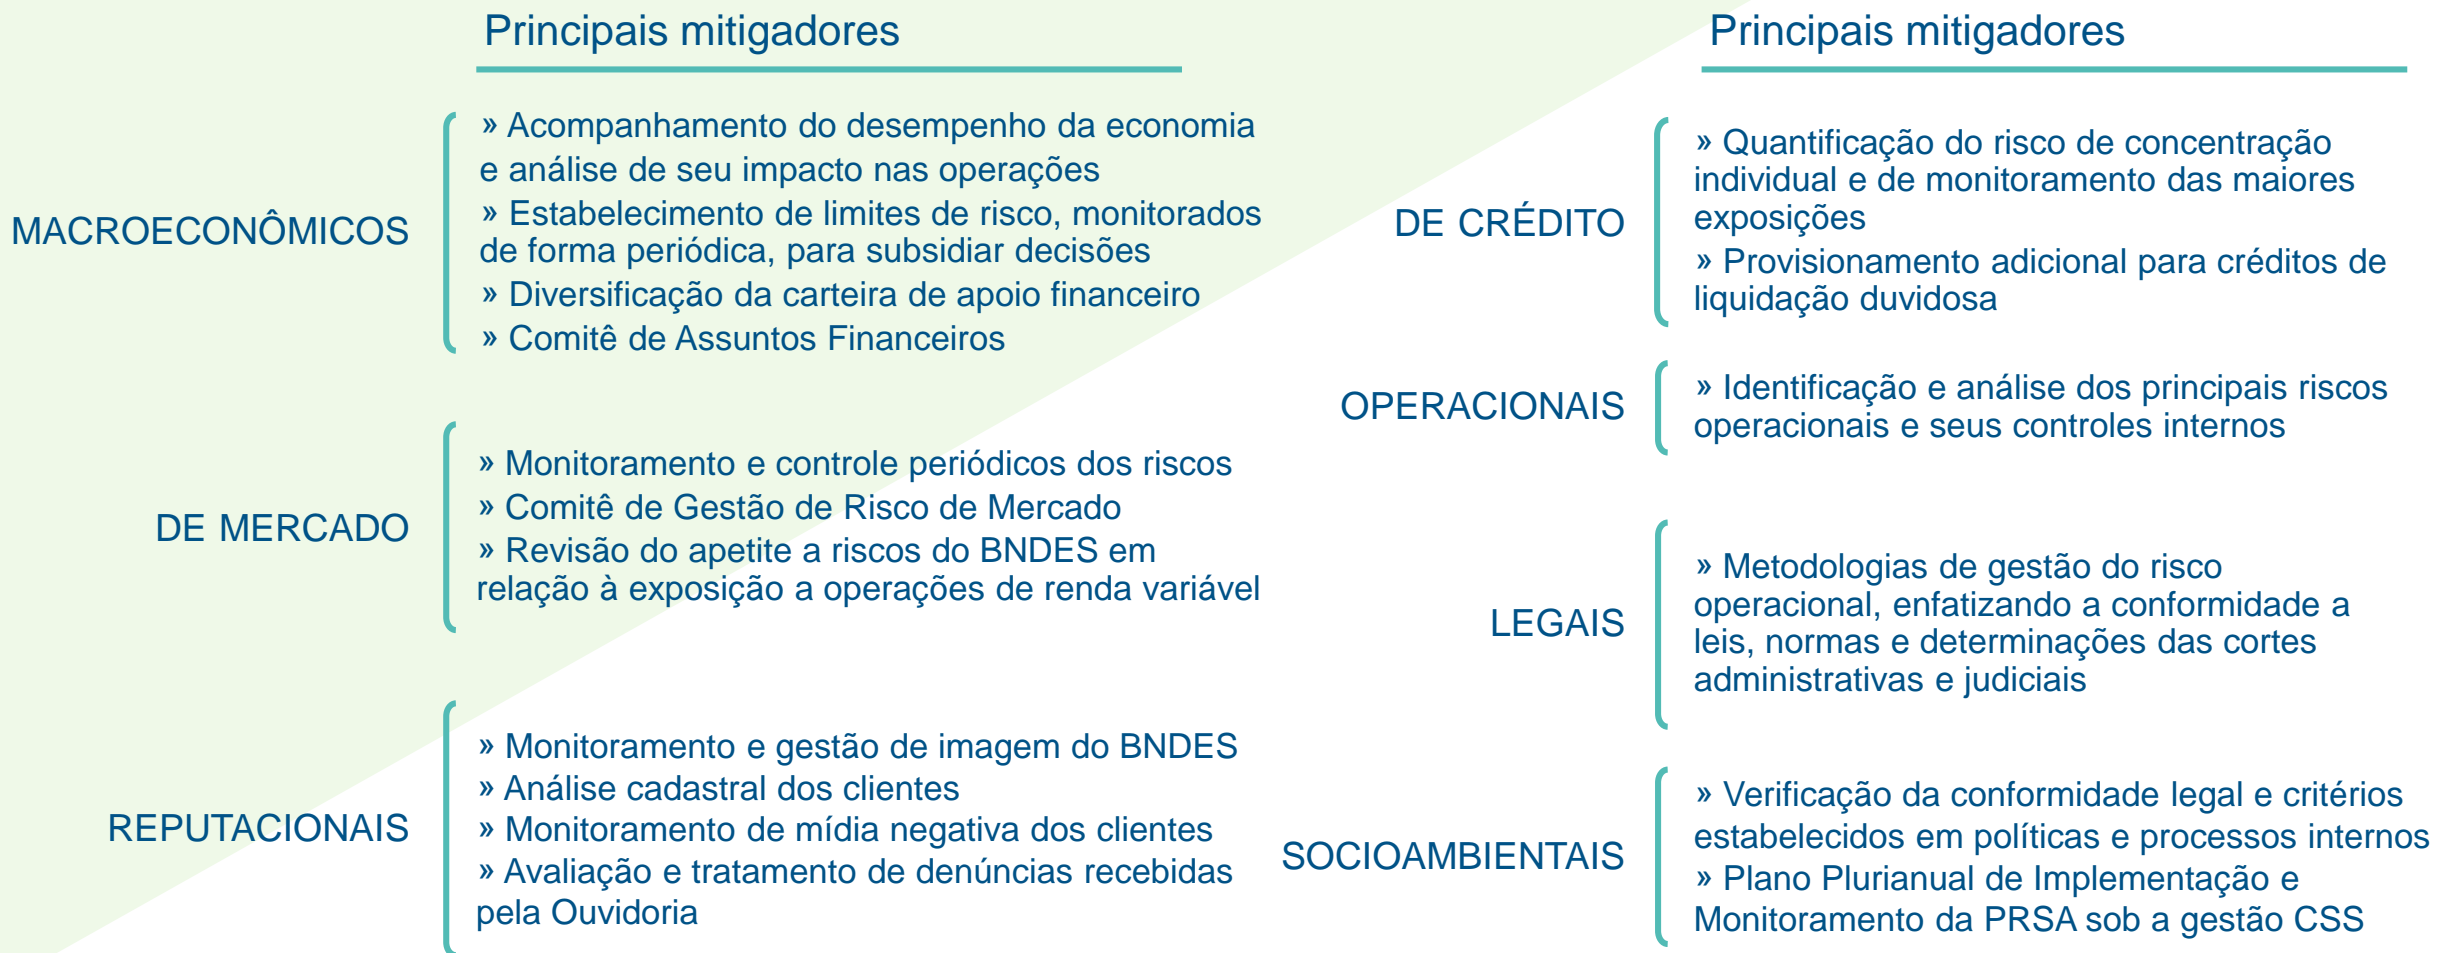 Principais mitigadores
MACROECONÔMICOS
» Acompanhamento do desempenho da economia
e análise de seu impacto nas operações
» Estabelecimento de limites de risco, monitorados
de forma periódica, para subsidiar decisões
» Diversificação da carteira de apoio financeiro
» Comitê de Assuntos Financeiros
DE MERCADO
» Monitoramento e controle periódicos dos riscos
» Comitê de Gestão de Risco de Mercado
» Revisão do apetite a riscos do BNDES em
relação à exposição a operações de renda variável
REPUTACIONAIS
» Monitoramento e gestão de imagem do BNDES
» Análise cadastral dos clientes
» Monitoramento de mídia negativa dos clientes
» Avaliação e tratamento de denúncias recebidas
pela Ouvidoria
Principais mitigadores
DE CRÉDITO
» Quantificação do risco de concentração
individual e de monitoramento das maiores
exposições
» Provisionamento adicional para créditos de
liquidação duvidosa
OPERACIONAIS
» Identificação e análise dos principais riscos
operacionais e seus controles internos
LEGAIS
» Metodologias de gestão do risco
operacional, enfatizando a conformidade a
leis, normas e determinações das cortes
administrativas e judiciais
SOCIOAMBIENTAIS
» Verificação da conformidade legal e critérios
estabelecidos em políticas e processos internos
» Plano Plurianual de Implementação e
Monitoramento da PRSA sob a gestão CSS